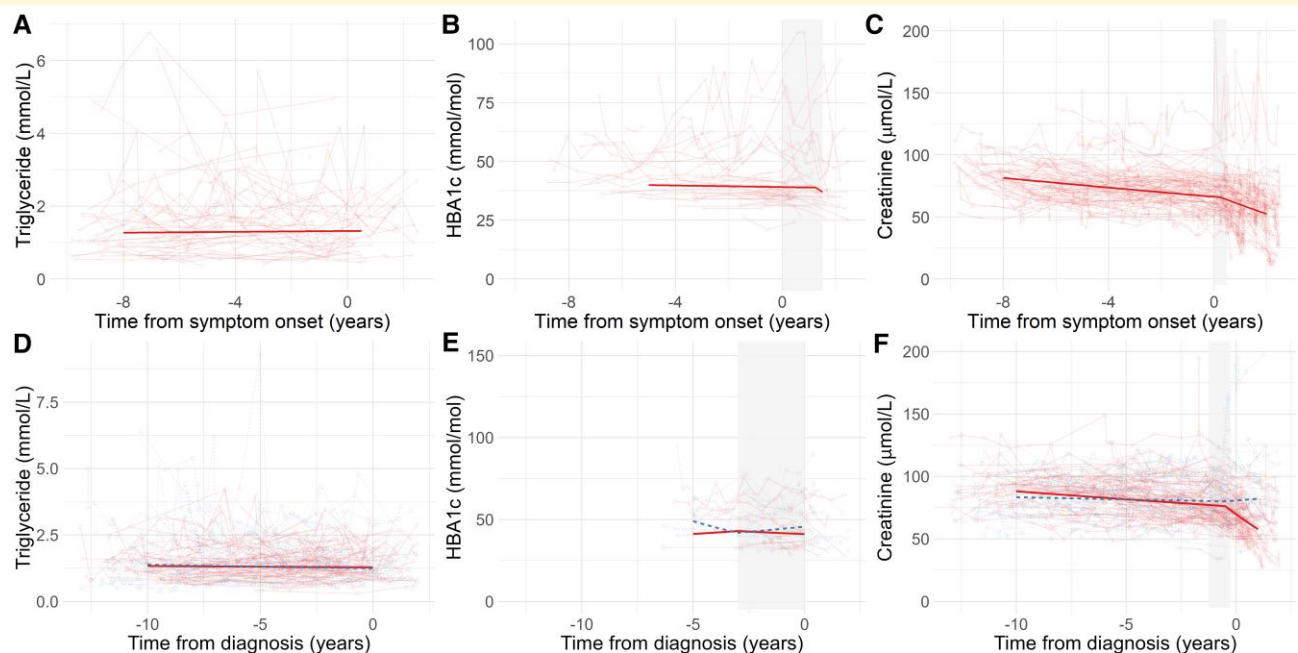 A
Triglyceride (mmol/L)
6
4
2
0
-8
-4
0
Time from symptom onset (years)
B
HBA1c (mmol/mol)
100
75
50
25
0
-8
-4
0
Time from symptom onset (years)
C
Creatinine (μmol/L)
200
150
100
50
0
-8
-4
0
Time from symptom onset (years)
D
Triglyceride (mmol/L)
7.5
5.0
2.5
0.0
-10
-5
0
Time from diagnosis (years)
E
HBA1c (mmol/mol)
150
100
50
0
-10
-5
0
Time from diagnosis (years)
F
Creatinine (μmol/L)
200
150
100
50
0
-10
-5
0
Time from diagnosis (years)